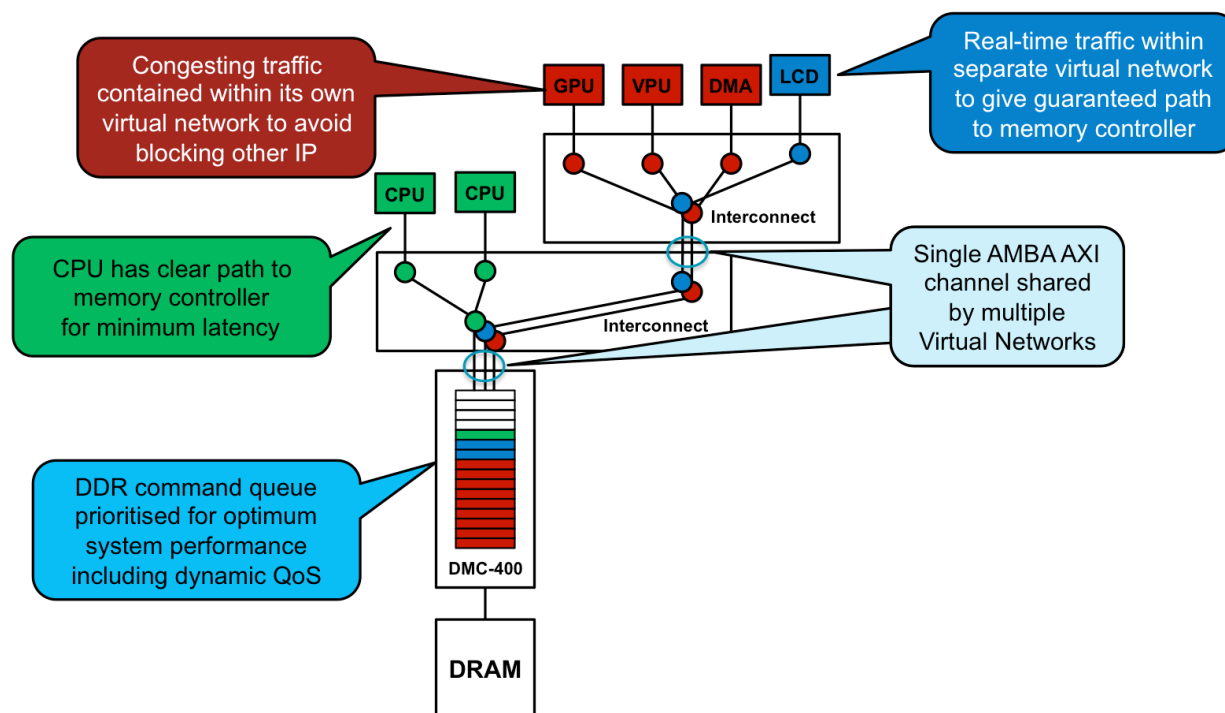 Congesting traffic
contained within its own
virtual network to avoid
blocking other IP
GPU
VPU
DMA
LCD
Real-time traffic within
separate virtual network
to give guaranteed path
to memory controller
CPU
CPU
Interconnect
CPU has clear path to
memory controller
for minimum latency
Interconnect
Single AMBA AXI
channel shared
by multiple
Virtual Networks
DDR command queue
prioritised for optimum
system performance
including dynamic QoS
DMC-400
DRAM